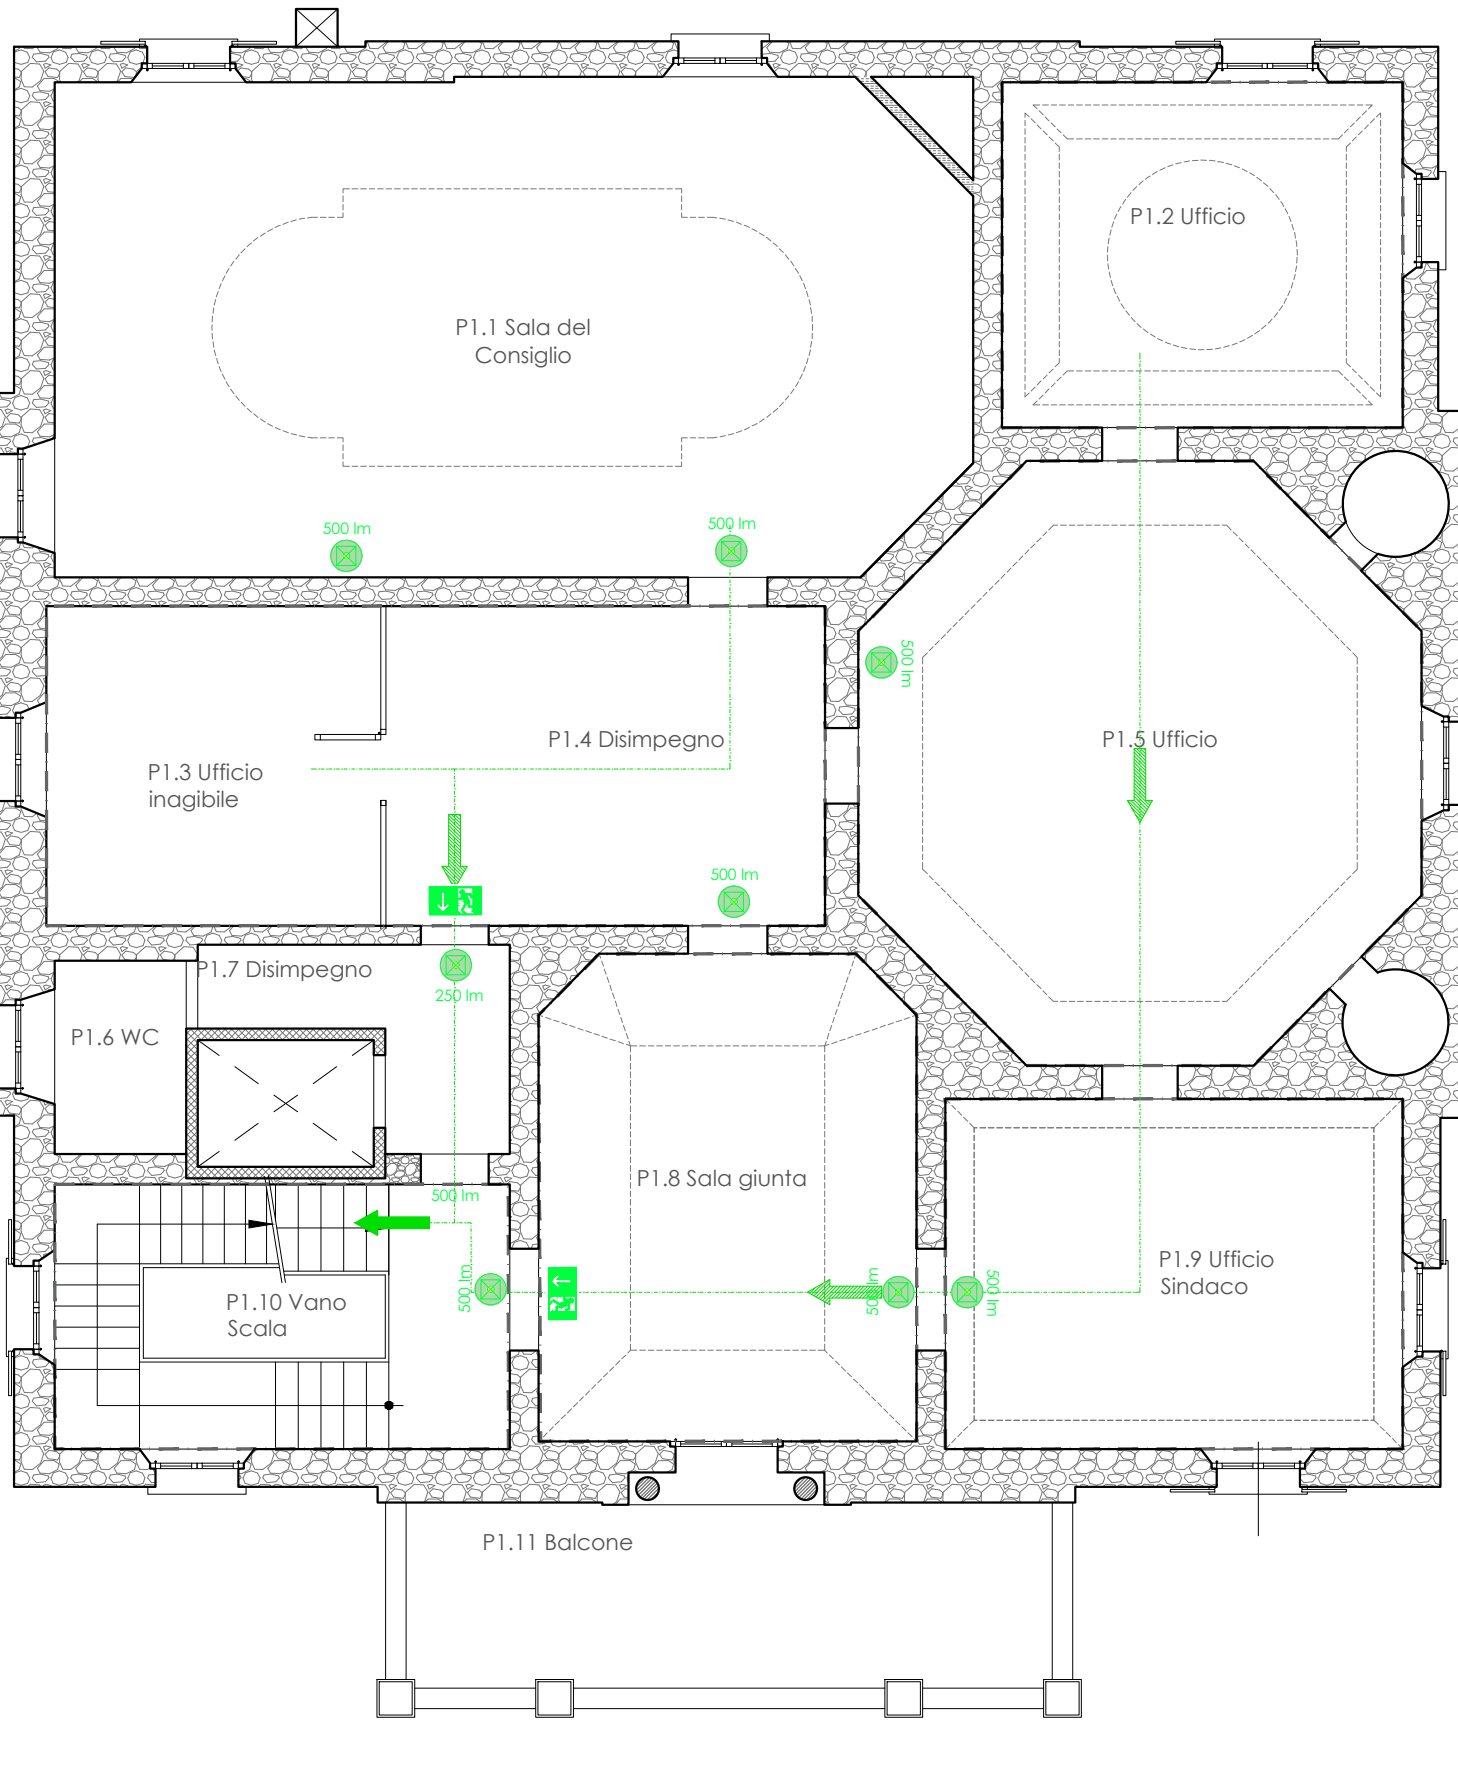 P1.2 Ufficio
P1.1 Sala del
Consiglio
500 lm
500 lm
500 lm
P1.4 Disimpegno
P1.5 Ufficio
P1.3 Ufficio
inagibile
500 lm
P1.7 Disimpegno
250 lm
P1.6 WC
P1.8 Sala giunta
500 lm
P1.9 Ufficio
Sindaco
500 lm
500 lm
500 lm
P1.10 Vano
Scala
P1.11 Balcone